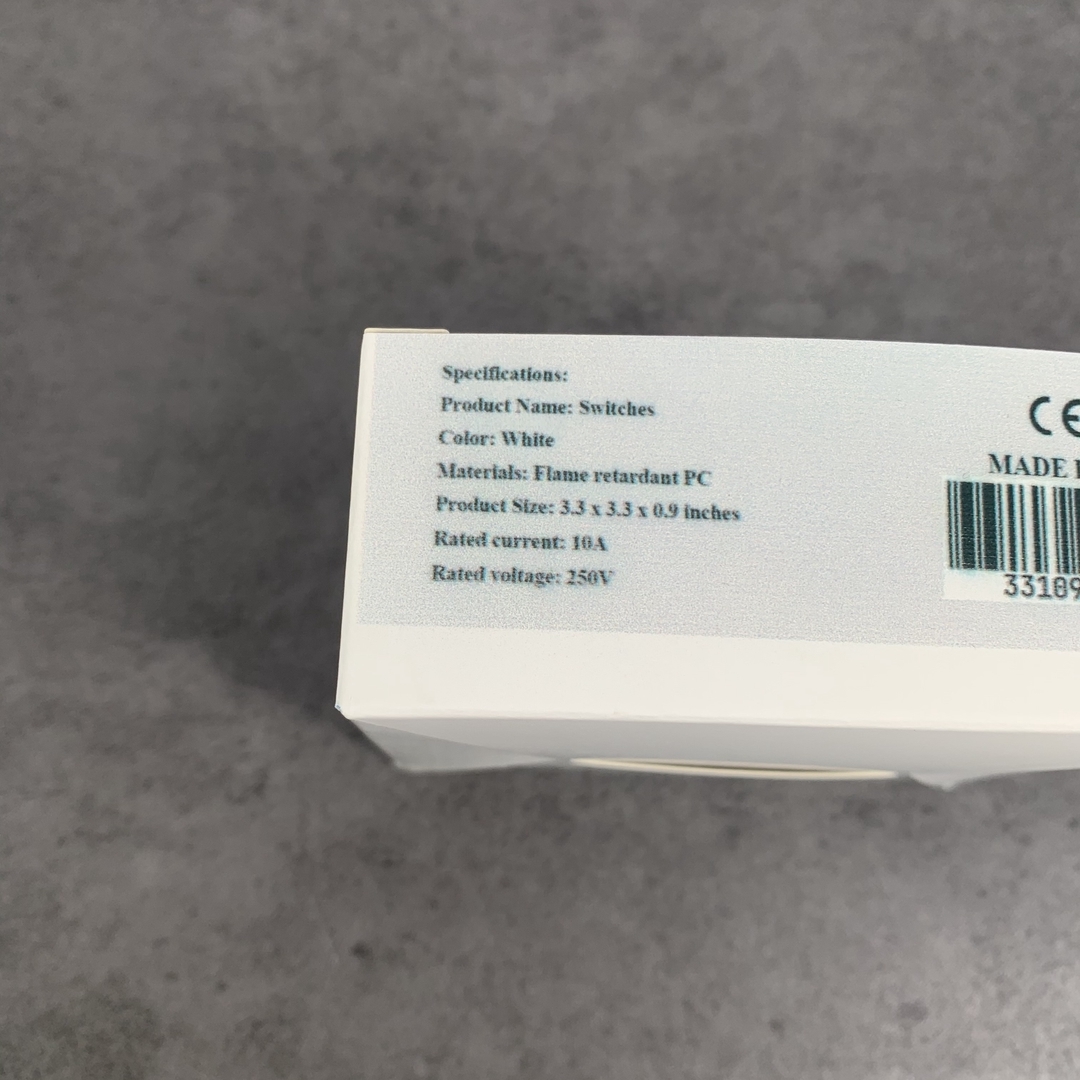 Specifications:
Product Name: Switches
Color: White
Materials: Flame retardant PC
Product Size: 3.3 x 3.3 x 0.9 inches
Rated current: 10A
Rated voltage: 250V
CE
MADE
33189